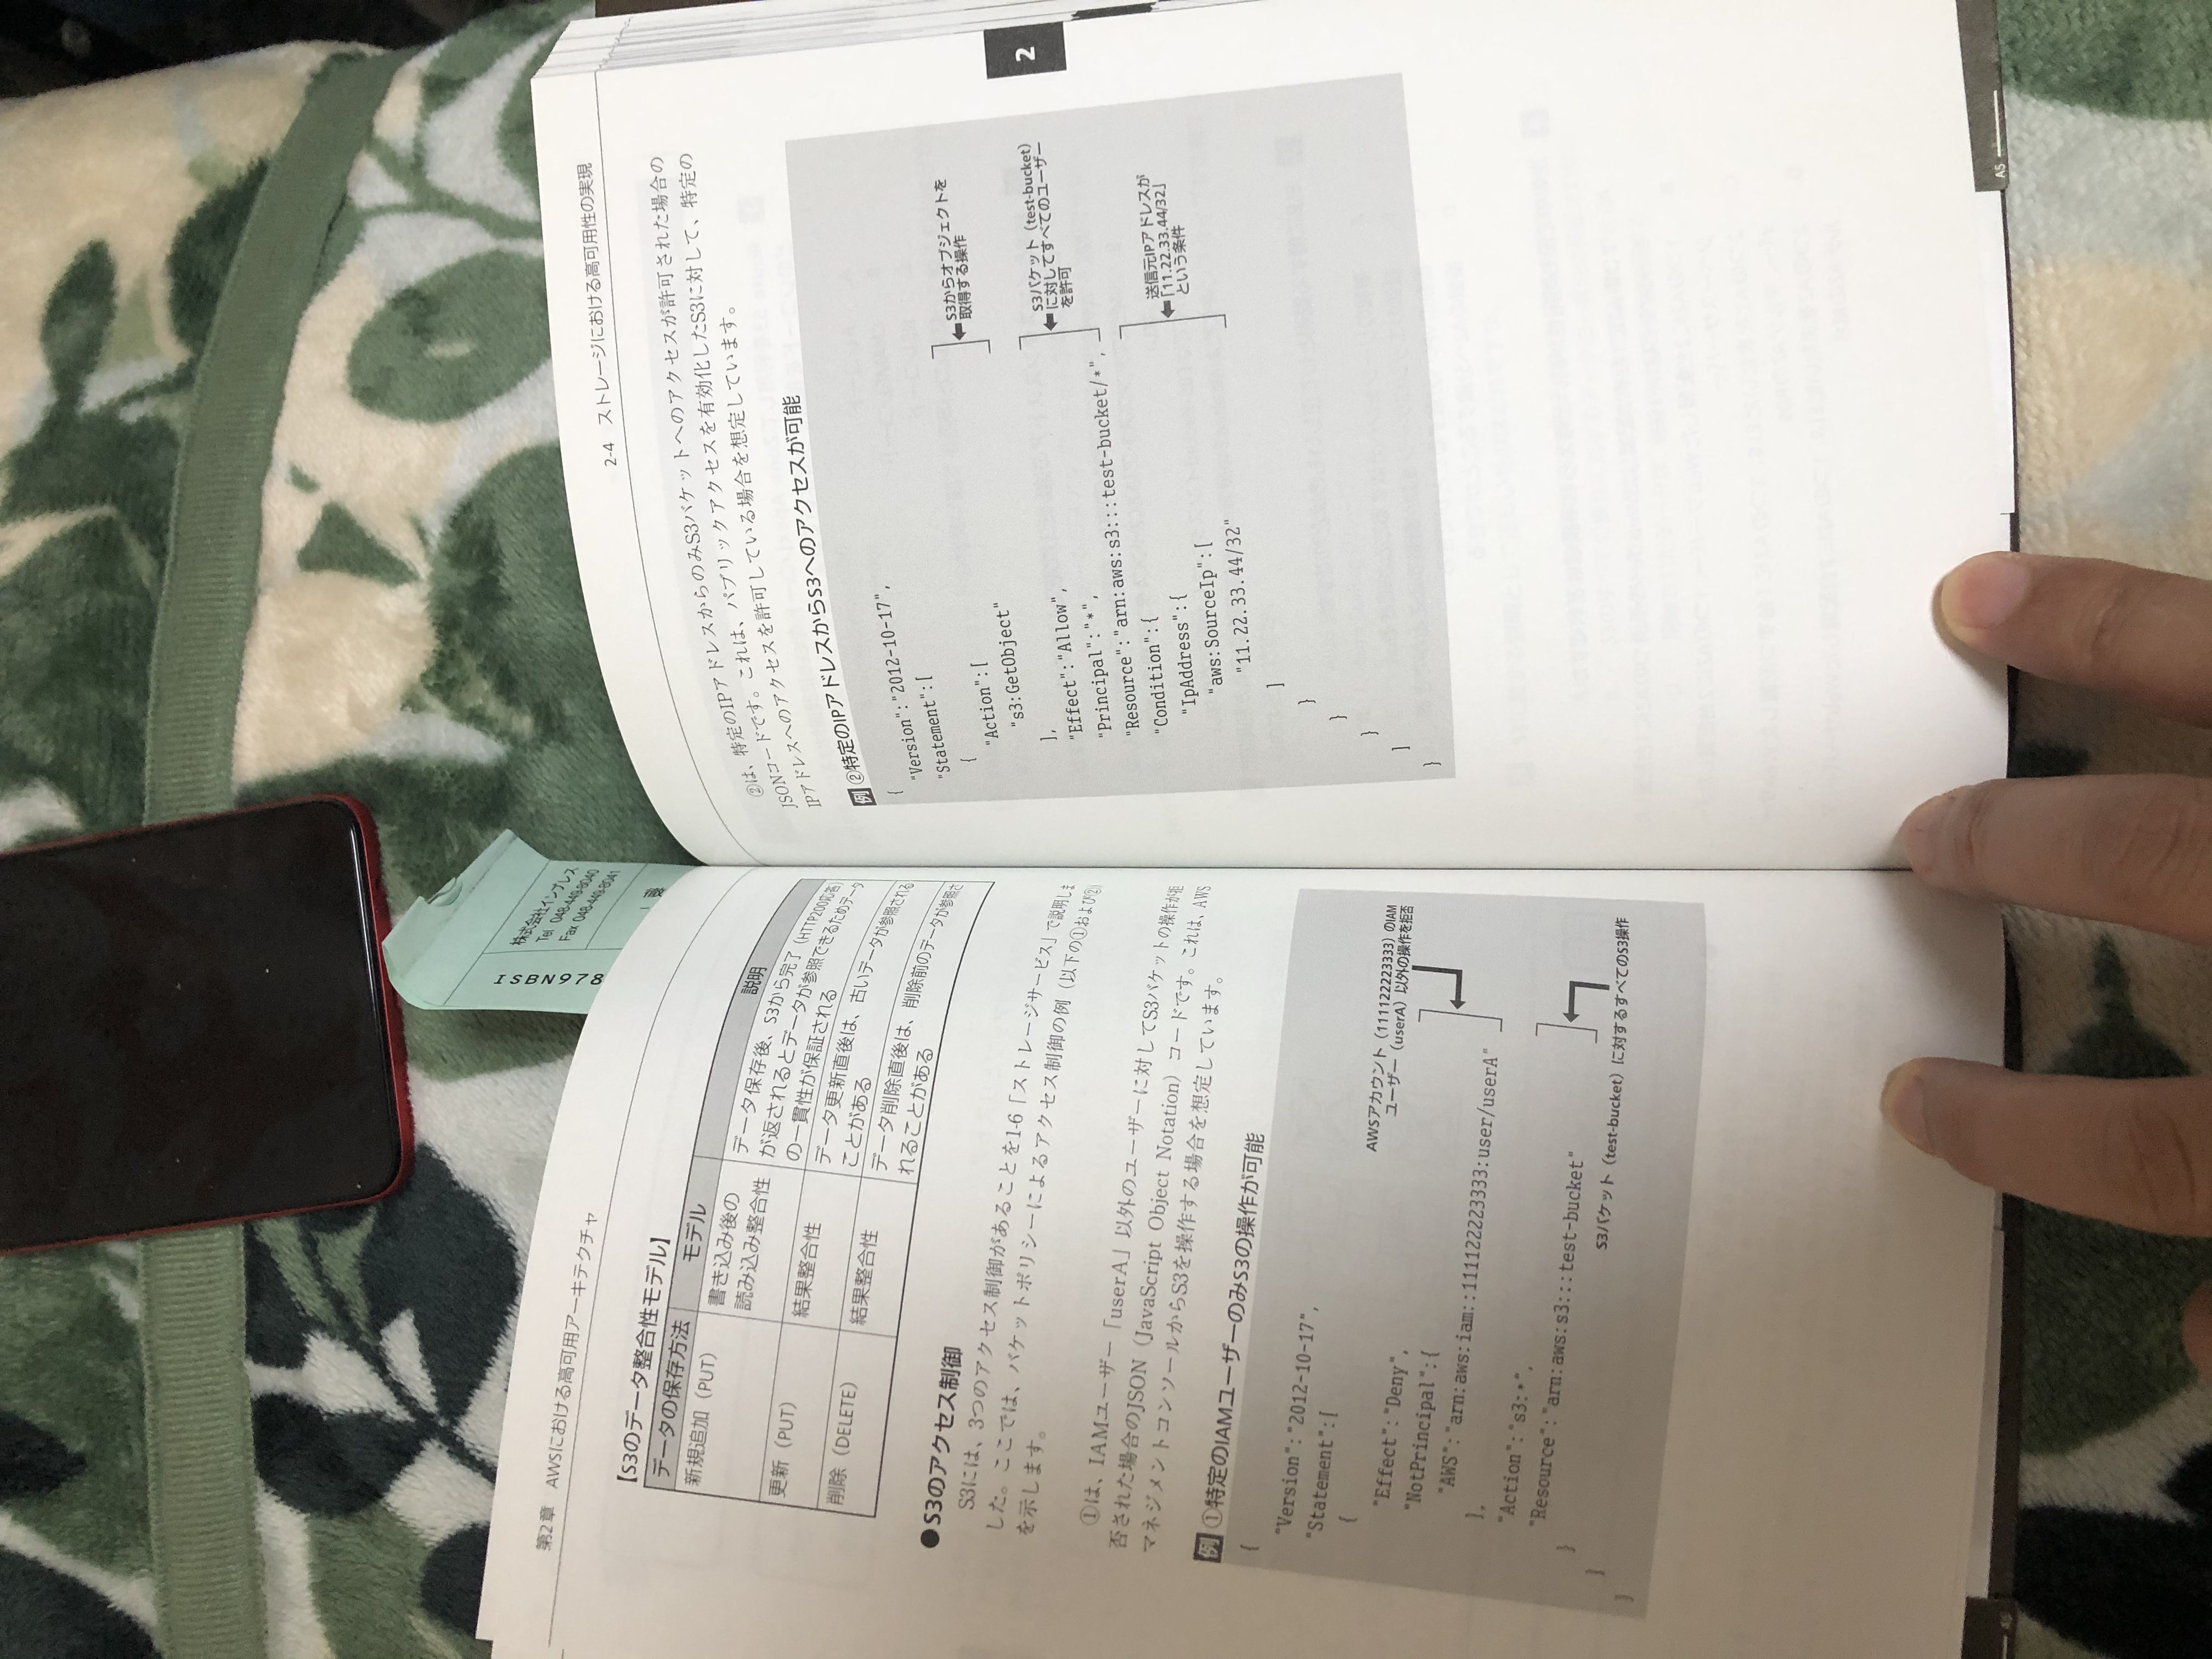 第2章 AWSにおける高可用アーキテクチャ
【S3のデータ整合性モデル】
データの保存方法 モデル 説明
新規追加(PUT) 書き込み後の読み込み整合性 データ保存後、S3から完了(HTTP200応答)
が返されるとデータが参照できるためデータ
の一貫性が保証される
更新(PUT) 結果整合性 データ更新直後は、古いデータが参照される
ことがある
削除(DELETE) 結果整合性 データ削除直後は、削除前のデータが参照さ
れることがある
●S3のアクセス制御
S3には、3つのアクセス制御があることを1-6「ストレージサービス」で説明しま
した。ここでは、バケットポリシーによるアクセス制御の例(以下の①および②)
を示します。
①は、IAMユーザー「userA」以外のユーザーに対してS3バケットの操作が拒
否された場合のJSON(JavaScript Object Notation)コードです。これは、AWS
マネジメントコンソールからS3を操作する場合を想定しています。
例 ①特定のIAMユーザーのみS3の操作が可能
{
"Version":"2012-10-17",
"Statement":[
{
"Effect":"Deny",
"NotPrincipal":{
"AWS":"arn:aws:iam::111122223333:user/userA"
},
"Action":"s3:*",
"Resource":"arn:aws:s3:::test-bucket"
}
]
}
AWSアカウント(111122223333)のIAM
ユーザー(userA)以外の操作を拒否
S3バケット(test-bucket)に対するすべてのS3操作
株式会社インプレス
Tel 048-449-8040
Fax 048-449-8041
ISBN978
2-4 ストレージにおける高可用性の実現
②は、特定のIPアドレスからのみS3バケットへのアクセスが許可された場合の
JSONコードです。これは、パブリックアクセスを有効化したS3に対して、特定の
IPアドレスへのアクセスを許可している場合を想定しています。
例 ②特定のIPアドレスからS3へのアクセスが可能
{
"Version":"2012-10-17",
"Statement":[
{
"Action":[
"s3:GetObject"
],
"Effect":"Allow",
"Principal":"*",
"Resource":"arn:aws:s3:::test-bucket/*",
"Condition":{
"IpAddress":{
"aws:SourceIp":[
"11.22.33.44/32"
]
}
}
}
]
}
S3からオブジェクトを
取得する操作
S3バケット(test-bucket)
に対してすべてのユーザー
を許可
送信元IPアドレスが
「11.22.33.44/32」
という条件
2
A5